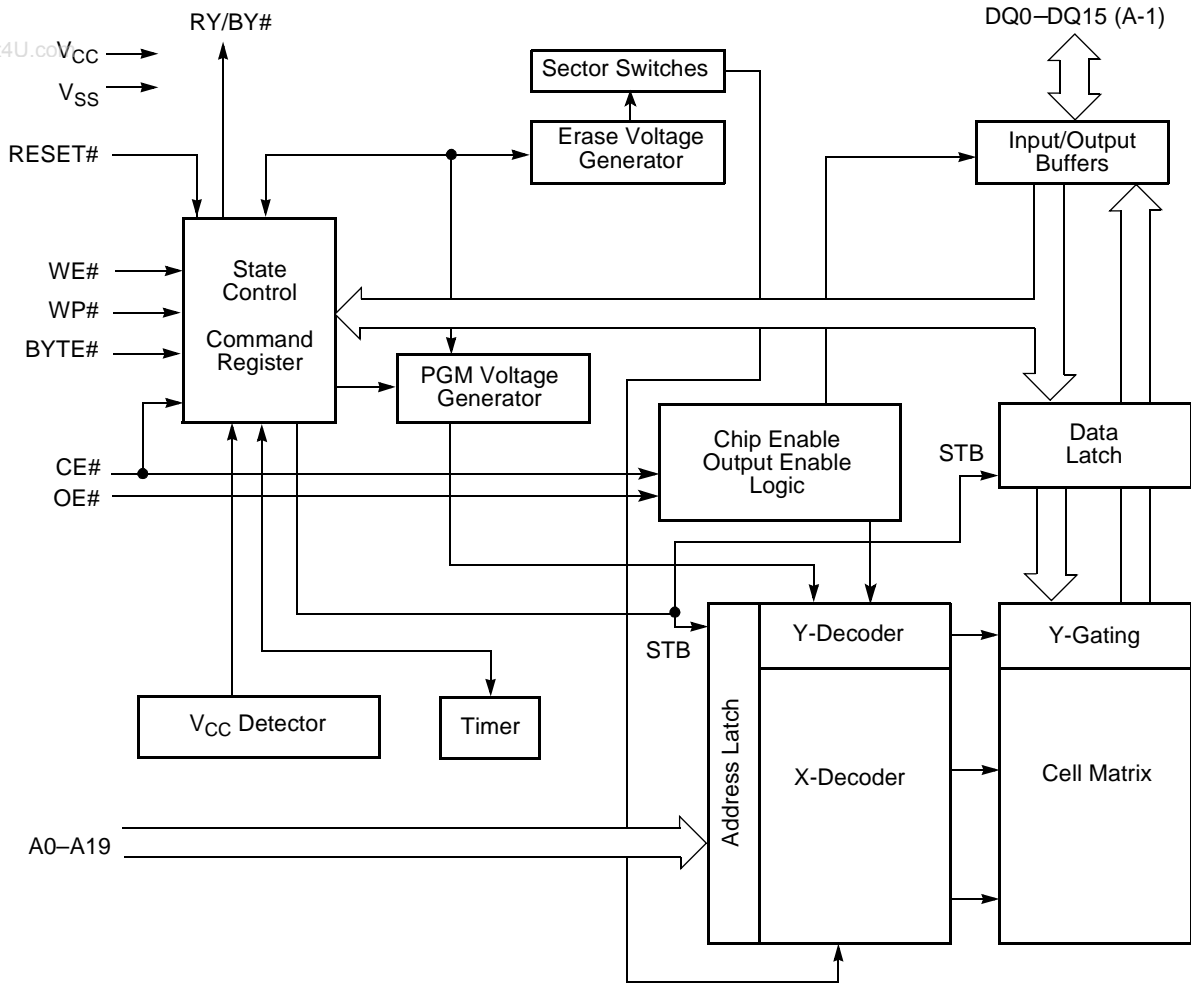 RY/BY#
DQ0–DQ15 (A-1)
4U.com
VCC
VSS
Sector Switches
RESET#
Erase Voltage
Generator
Input/Output
Buffers
WE#
WP#
BYTE#
State
Control
Command
Register
PGM Voltage
Generator
Chip Enable
Output Enable
Logic
STB
Data
Latch
CE#
OE#
STB
Y-Decoder
Y-Gating
VCC Detector
Timer
Address Latch
X-Decoder
Cell Matrix
A0–A19